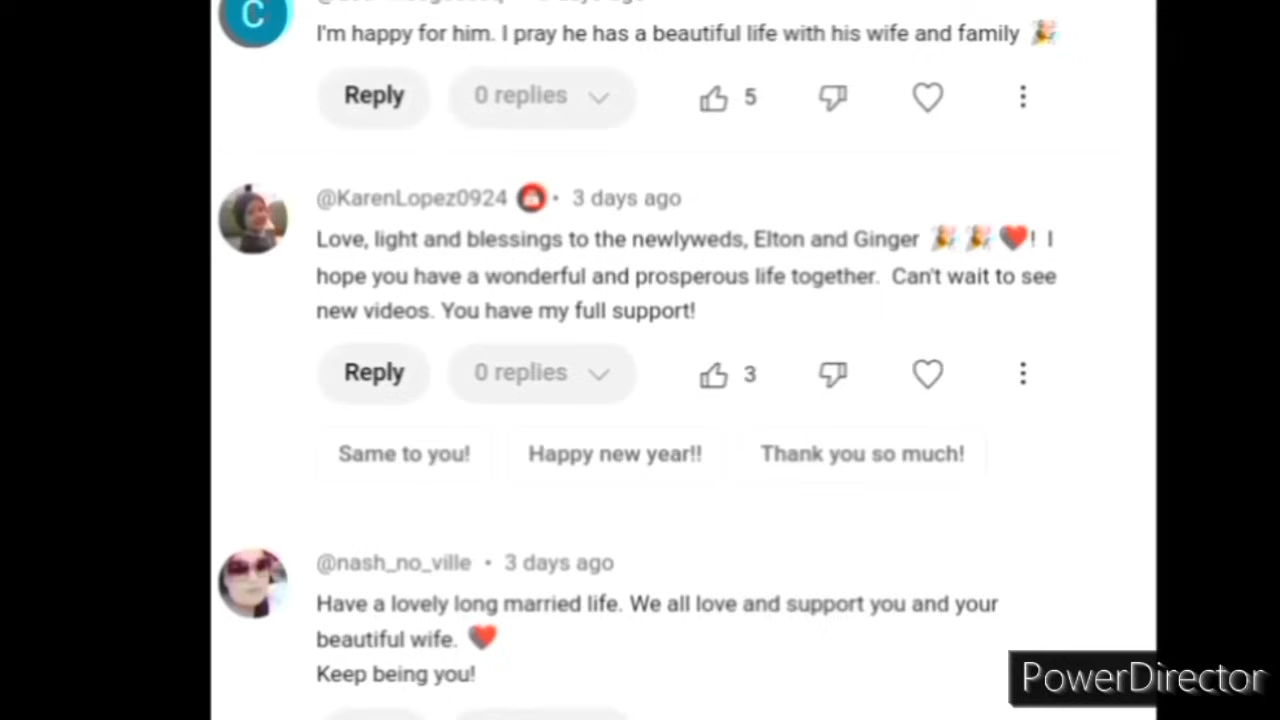 C
I'm happy for him. I pray he has a beautiful life with his wife and family 🎉
Reply 0 replies 5
@KarenLopez0924 · 3 days ago
Love, light and blessings to the newlyweds, Elton and Ginger 🎉🎉❤️! I
hope you have a wonderful and prosperous life together. Can't wait to see
new videos. You have my full support!
Reply 0 replies 3
Same to you! Happy new year!! Thank you so much!
@nash_no_ville · 3 days ago
Have a lovely long married life. We all love and support you and your
beautiful wife. ❤️
Keep being you!
PowerDirector